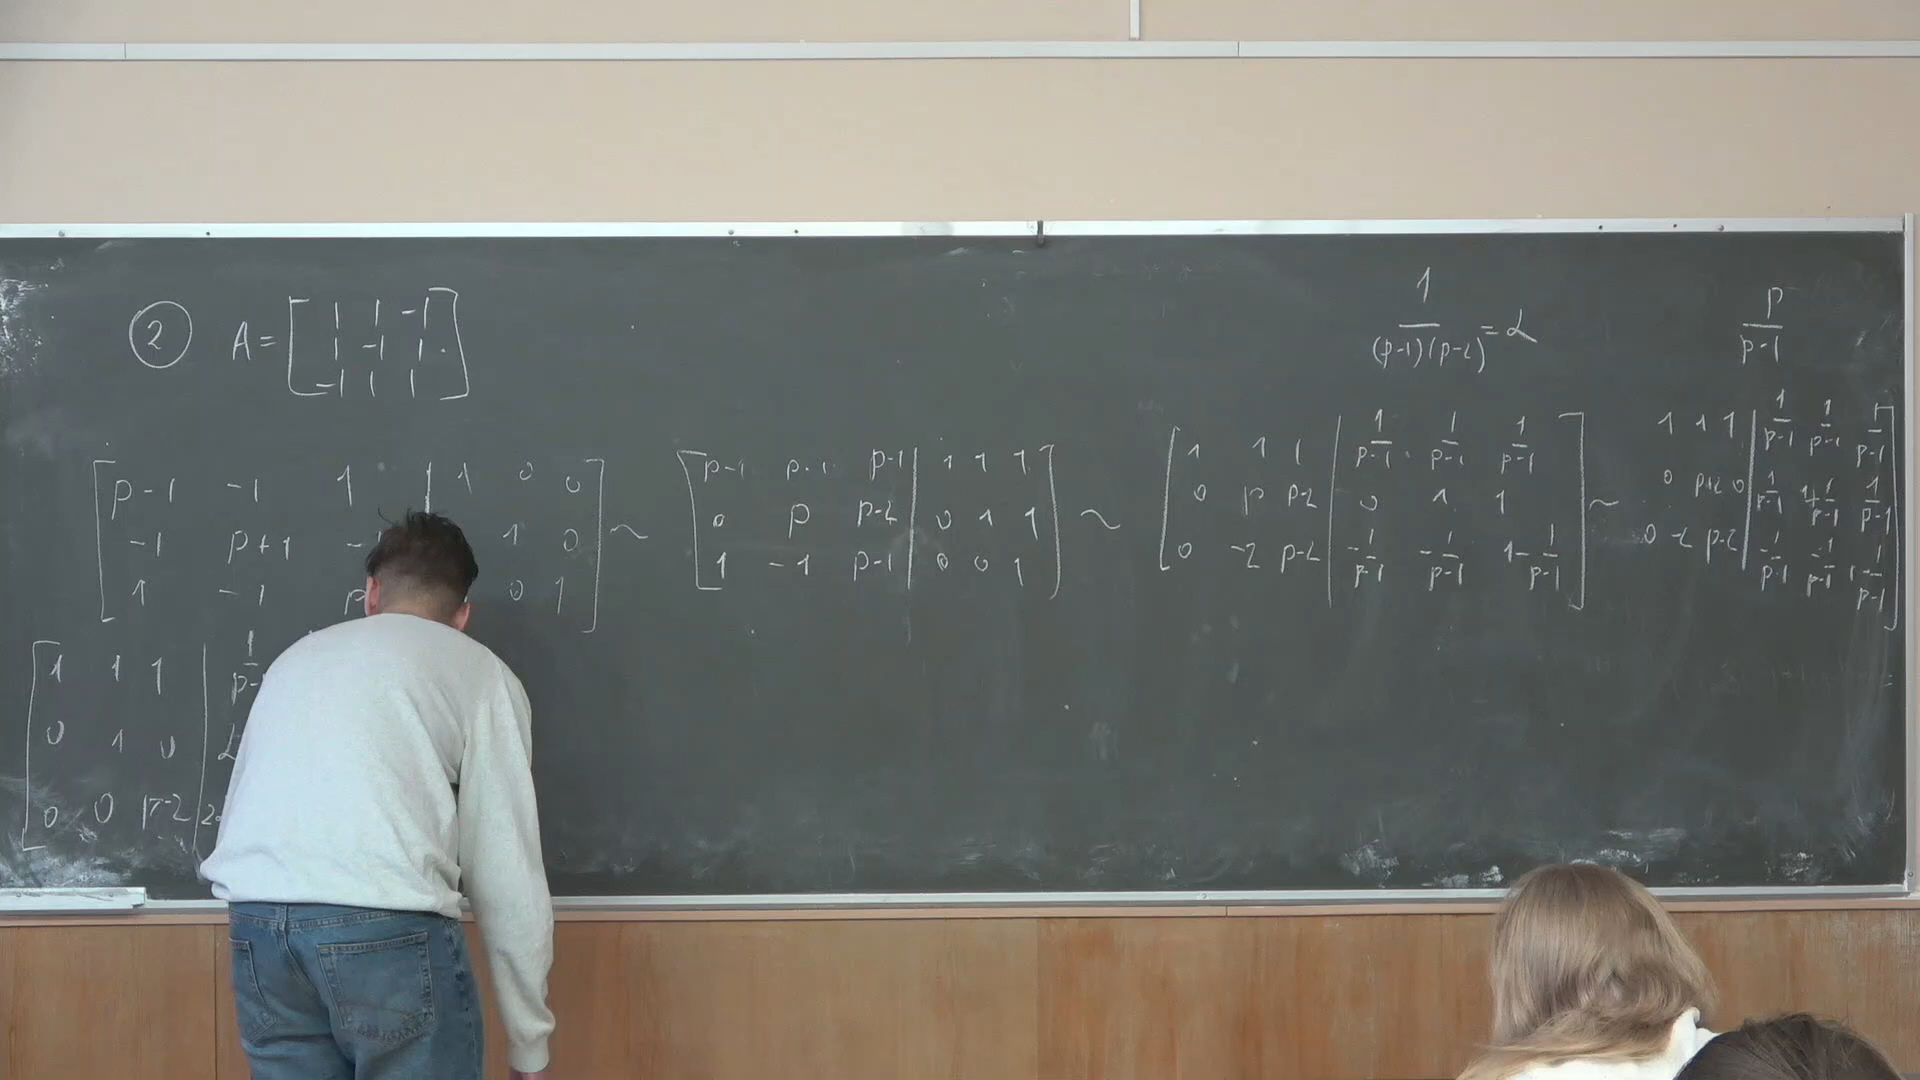 ② A = [ 1 1 -1
1 -1 1
-1 1 1 ]
1/((p-1)(p-2)) = α
p/(p-1)
[ p-1 -1 1 | 1 0 0
-1 p+1 1 0
1 -1 0 1 ] ~
[ p-1 p-1 p-1 | 1 1 1
0 p p-2 | 0 1 1
1 -1 p-1 | 0 0 1 ] ~
[ 1 1 1 | 1/(p-1) 1/(p-1) 1/(p-1)
0 p p-2 | 0 1 1
0 -2 p-2 | -1/(p-1) -1/(p-1) 1-1/(p-1) ] ~
1 1 1 | 1/(p-1) 1/(p-1) 1/(p-1)
0 p+2 0 | 1/(p-1) 1+1/(p-1) 1/(p-1)
0 -2 p-2 | -1/(p-1) -1/(p-1) 1-1/(p-1) ]
[ 1 1 1 |
0 1 0 | α
0 0 p-2 |